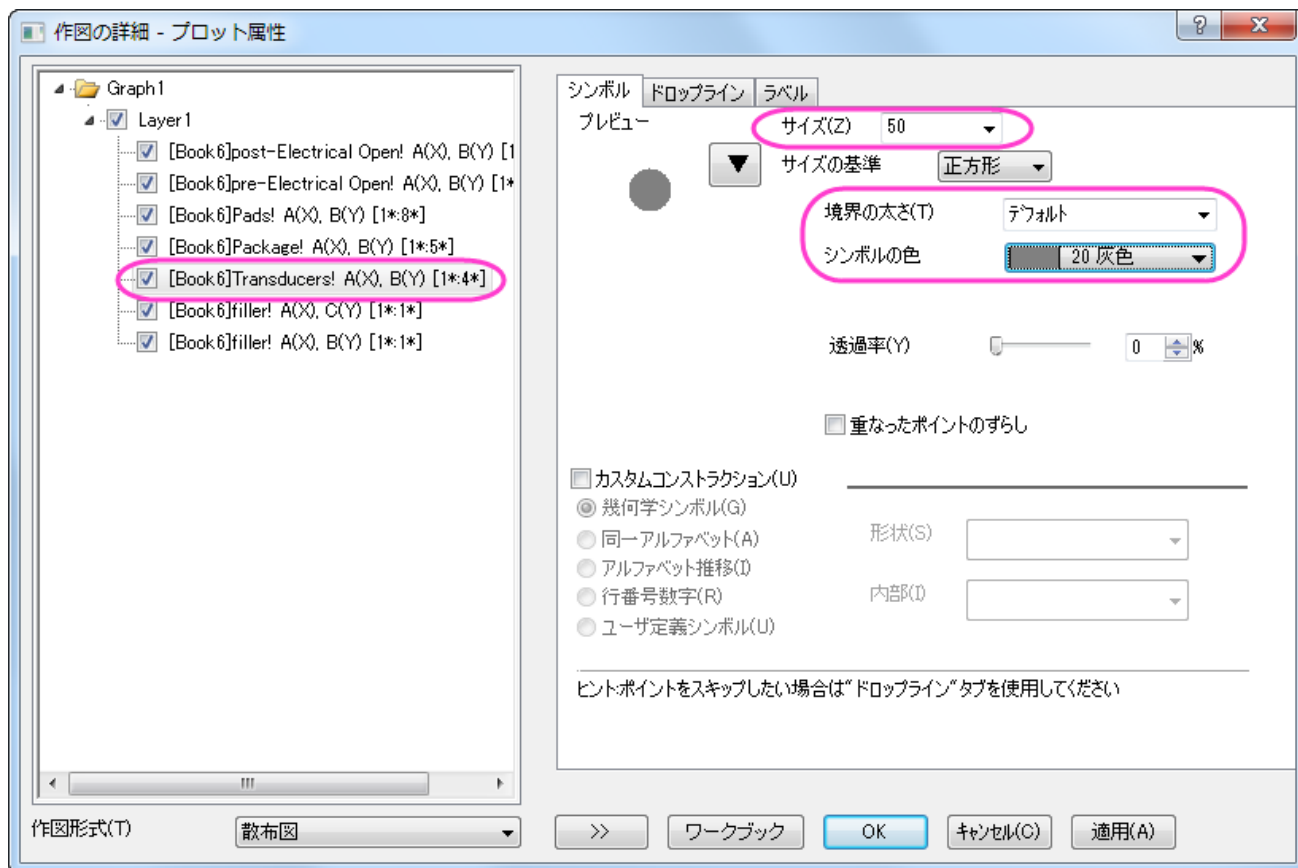 作図の詳細 - プロット属性
Graph1
Layer1
[Book6]post-Electrical Open! A(X), B(Y) [1
[Book6]pre-Electrical Open! A(X), B(Y) [1*
[Book6]Pads! A(X), B(Y) [1*:8*]
[Book6]Package! A(X), B(Y) [1*:5*]
[Book6]Transducers! A(X), B(Y) [1*:4*]
[Book6]filler! A(X), C(Y) [1*:1*]
[Book6]filler! A(X), B(Y) [1*:1*]
作図形式(T) 散布図
シンボル ドロップライン ラベル
プレビュー
サイズ(Z) 50
サイズの基準 正方形
境界の太さ(T) デフォルト
シンボルの色 20 灰色
透過率(Y) 0 %
重なったポイントのずらし
カスタムコンストラクション(U)
幾何学シンボル(G)
同一アルファベット(A)
アルファベット推移(I)
行番号数字(R)
ユーザ定義シンボル(U)
形状(S)
内部(I)
ヒント:ポイントをスキップしたい場合は"ドロップライン"タブを使用してください
>> ワークブック OK キャンセル(C) 適用(A)